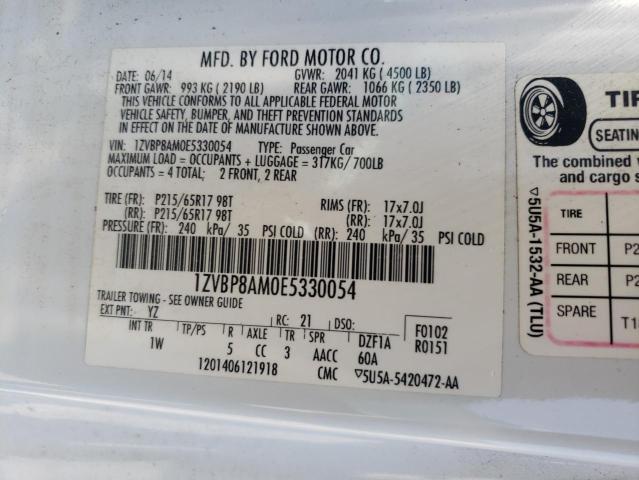 MFD. BY FORD MOTOR CO.
DATE: 06/14 GVWR: 2041 KG (4500 LB)
FRONT GAWR: 993 KG (2190 LB) REAR GAWR: 1066 KG (2350 LB)
THIS VEHICLE CONFORMS TO ALL APPLICABLE FEDERAL MOTOR
VEHICLE SAFETY, BUMPER, AND THEFT PREVENTION STANDARDS
IN EFFECT ON THE DATE OF MANUFACTURE SHOWN ABOVE.
VIN: 1ZVBP8AM0E5330054 TYPE: Passenger Car
MAXIMUM LOAD = OCCUPANTS + LUGGAGE = 317KG/700LB
OCCUPANTS = 4 TOTAL; 2 FRONT, 2 REAR
TIRE (FR): P215/65R17 98T RIMS (FR): 17x7.0J
(RR): P215/65R17 98T (RR): 17x7.0J
PRESSURE (FR): 240 kPa/ 35 PSI COLD (RR): 240 kPa/ 35 PSI COLD
1ZVBP8AM0E5330054
TRAILER TOWING - SEE OWNER GUIDE
EXT PNT: YZ RC: 21 DSO: F0102
INT TR TP/PS R AXLE TR SPR DZF1A R0151
1W 5 CC 3 AACC 60A
1201406121918 CMC ▽5U5A-5420472-AA
TIR
SEATING
The combined
and cargo s
TIRE
FRONT P2
REAR P2
SPARE T1
▽5U5A-1532-AA (TLU)